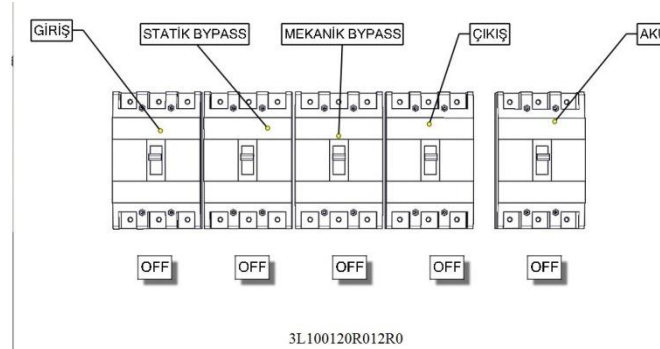 GİRİŞ
STATİK BYPASS
MEKANİK BYPASS
ÇIKIŞ
OFF
OFF
OFF
OFF
OFF
3L100120R012R0